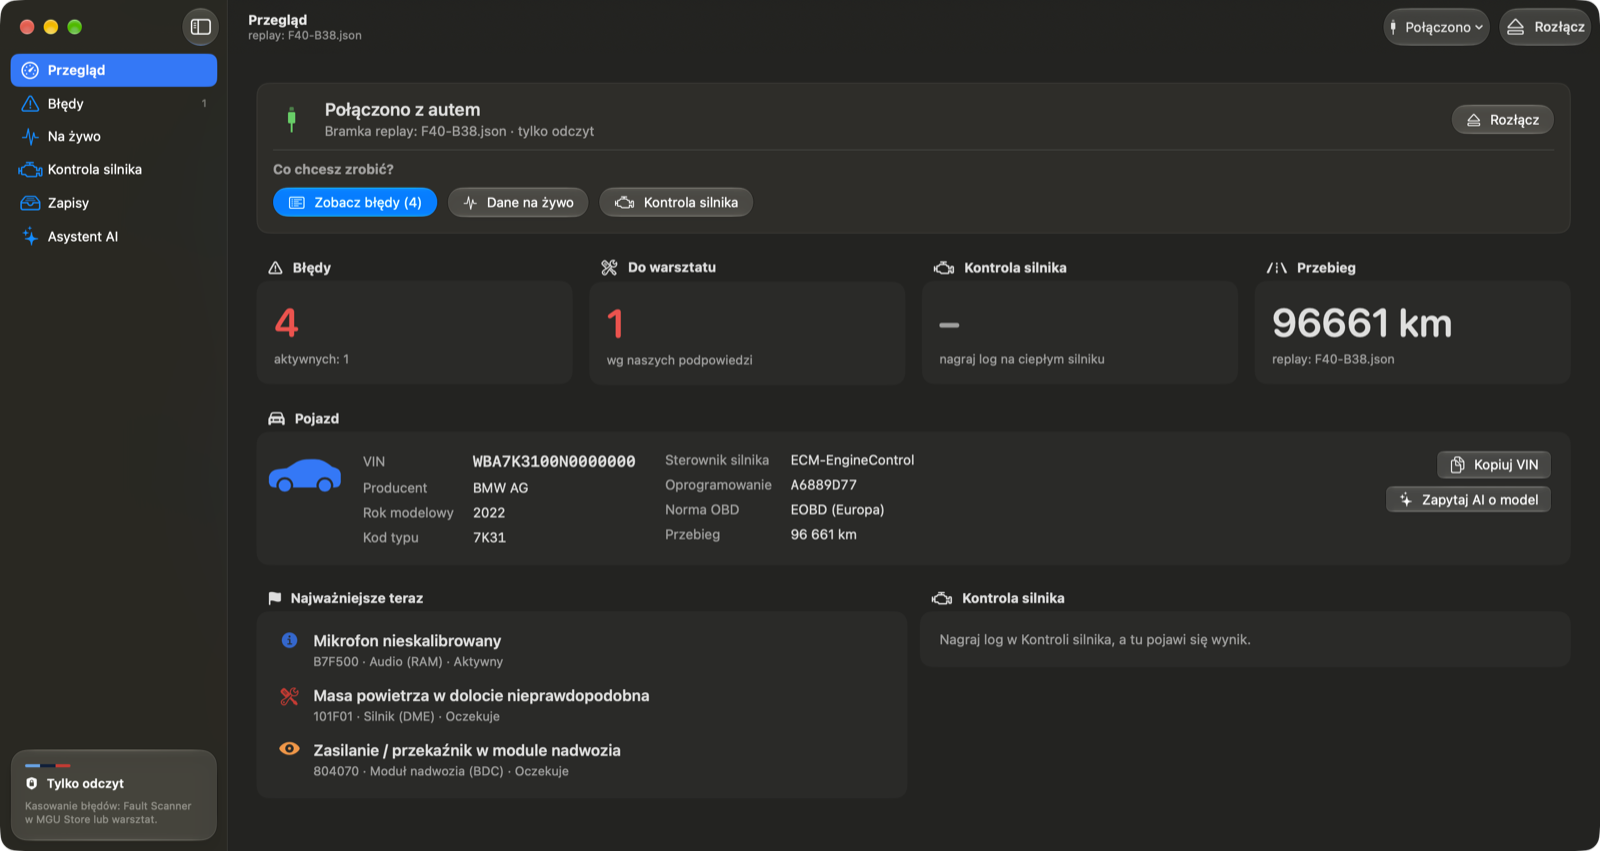 Przegląd
replay: F40-B38.json
Połączono
Rozłącz
Przegląd
Błędy 1
Na żywo
Kontrola silnika
Zapisy
Asystent AI
Połączono z autem
Bramka replay: F40-B38.json · tylko odczyt
Rozłącz
Co chcesz zrobić?
Zobacz błędy (4)
Dane na żywo
Kontrola silnika
Błędy
4
aktywnych: 1
Do warsztatu
1
wg naszych podpowiedzi
Kontrola silnika
–
nagraj log na ciepłym silniku
Przebieg
96661 km
replay: F40-B38.json
Pojazd
VIN WBA7K3100N0000000
Producent BMW AG
Rok modelowy 2022
Kod typu 7K31
Sterownik silnika ECM-EngineControl
Oprogramowanie A6889D77
Norma OBD EOBD (Europa)
Przebieg 96 661 km
Kopiuj VIN
Zapytaj AI o model
Najważniejsze teraz
Mikrofon nieskalibrowany
B7F500 · Audio (RAM) · Aktywny
Masa powietrza w dolocie nieprawdopodobna
101F01 · Silnik (DME) · Oczekuje
Zasilanie / przekaźnik w module nadwozia
804070 · Moduł nadwozia (BDC) · Oczekuje
Kontrola silnika
Nagraj log w Kontroli silnika, a tu pojawi się wynik.
Tylko odczyt
Kasowanie błędów: Fault Scanner
w MGU Store lub warsztat.